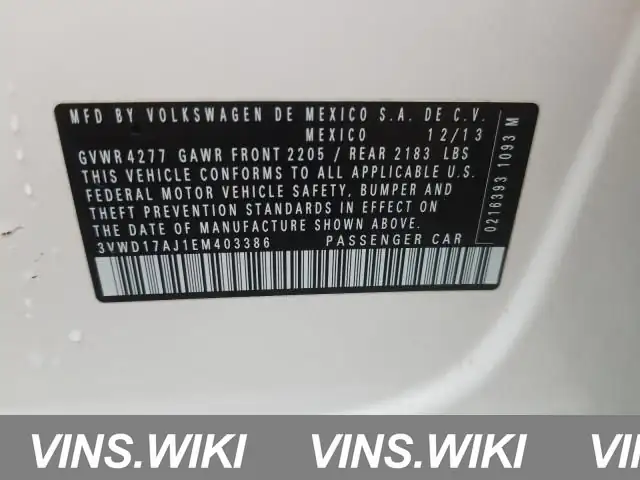 MFD BY VOLKSWAGEN DE MEXICO S.A. DE C.V.
MEXICO 12/13
GVWR 4277 GAWR FRONT 2205 / REAR 2183 LBS
THIS VEHICLE CONFORMS TO ALL APPLICABLE U.S.
FEDERAL MOTOR VEHICLE SAFETY, BUMPER AND
THEFT PREVENTION STANDARDS IN EFFECT ON
THE DATE OF MANUFACTURE SHOWN ABOVE.
3VWD17AJ1EM403386 PASSENGER CAR
0216393 1093 M
VINS.WIKI VINS.WIKI VIN